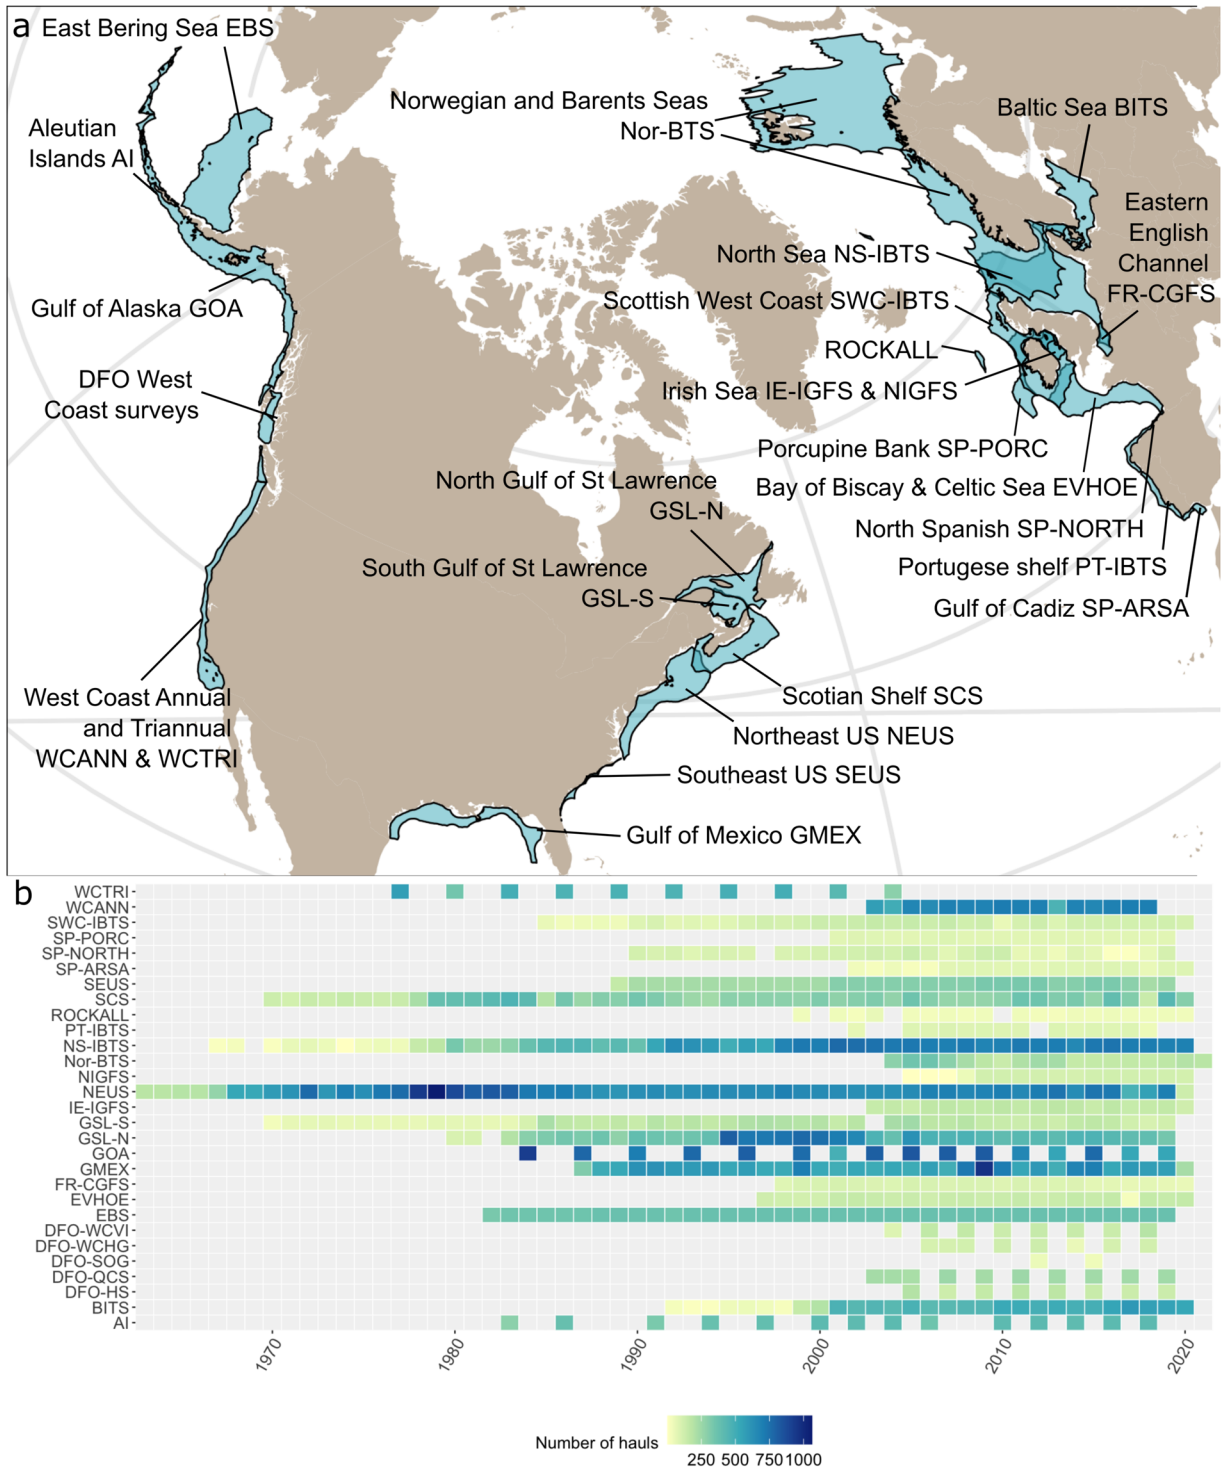 a
East Bering Sea EBS
Aleutian
Islands AI
Gulf of Alaska GOA
DFO West
Coast surveys
West Coast Annual
and Triannual
WCANN & WCTRI
Norwegian and Barents Seas
Nor-BTS
Baltic Sea BITS
Eastern
English
Channel
FR-CGFS
North Sea NS-IBTS
Scottish West Coast SWC-IBTS
ROCKALL
Irish Sea IE-IGFS & NIGFS
Porcupine Bank SP-PORC
Bay of Biscay & Celtic Sea EVHOE
North Spanish SP-NORTH
Portugese shelf PT-IBTS
Gulf of Cadiz SP-ARSA
North Gulf of St Lawrence
GSL-N
South Gulf of St Lawrence
GSL-S
Scotian Shelf SCS
Northeast US NEUS
Southeast US SEUS
Gulf of Mexico GMEX
b
WCTRI
WCANN
SWC-IBTS
SP-PORC
SP-NORTH
SP-ARSA
SEUS
SCS
ROCKALL
PT-IBTS
NS-IBTS
Nor-BTS
NIGFS
NEUS
IE-IGFS
GSL-S
GSL-N
GOA
GMEX
FR-CGFS
EVHOE
EBS
DFO-WCVI
DFO-WCHG
DFO-SOG
DFO-QCS
DFO-HS
BITS
AI
1970 1980 1990 2000 2010 2020
Number of hauls
250 500 750 1000